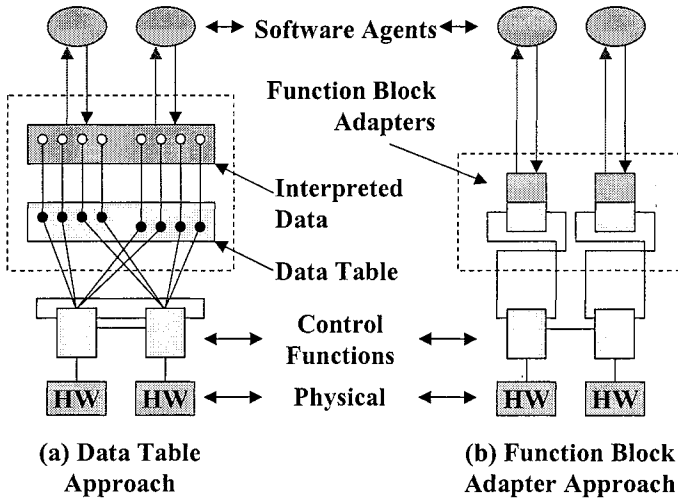 Software Agents
Function Block
Adapters
Interpreted
Data
Data Table
Control
Functions
HW HW Physical HW HW
(a) Data Table
Approach
(b) Function Block
Adapter Approach